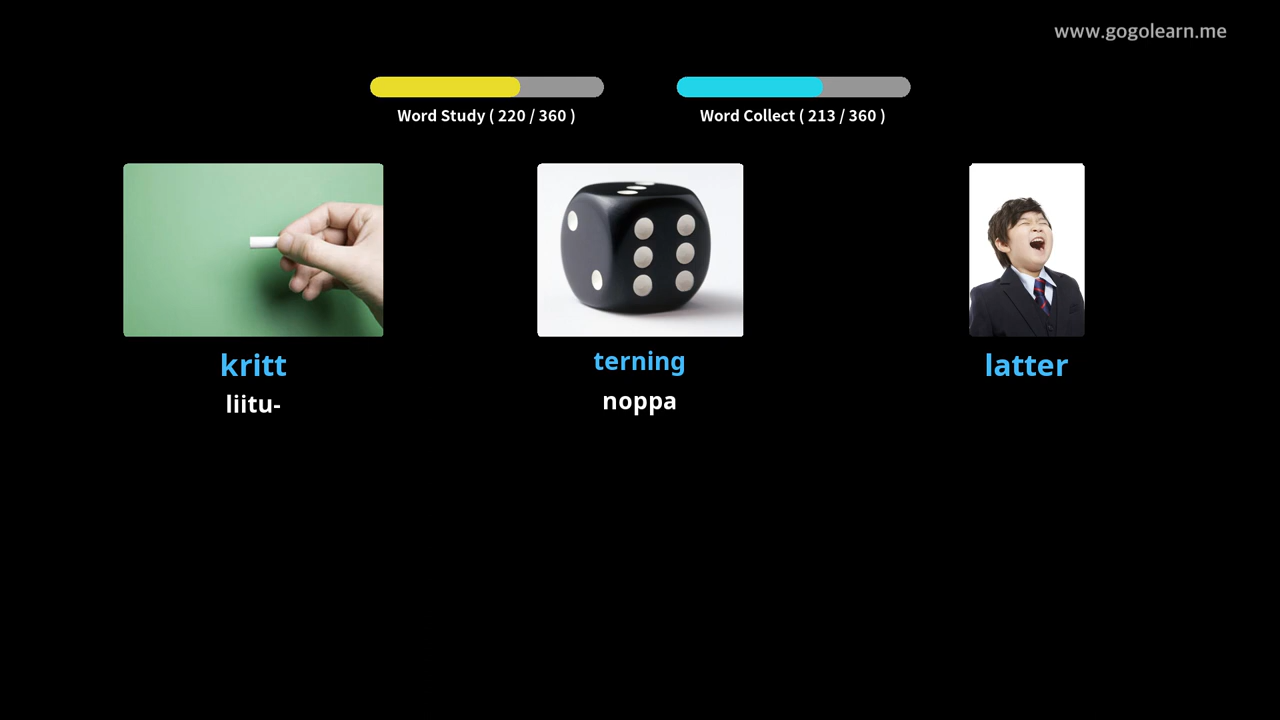 www.gogolearn.me
Word Study ( 220 / 360 )
Word Collect ( 213 / 360 )
kritt
liitu-
terning
noppa
latter